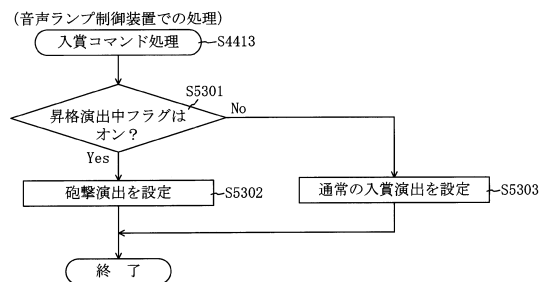 (音声ランプ制御装置での処理)
入賞コマンド処理
S4413
S5301
昇格演出中フラグは
オン?
No
Yes
砲撃演出を設定
S5302
通常の入賞演出を設定
S5303
終 了